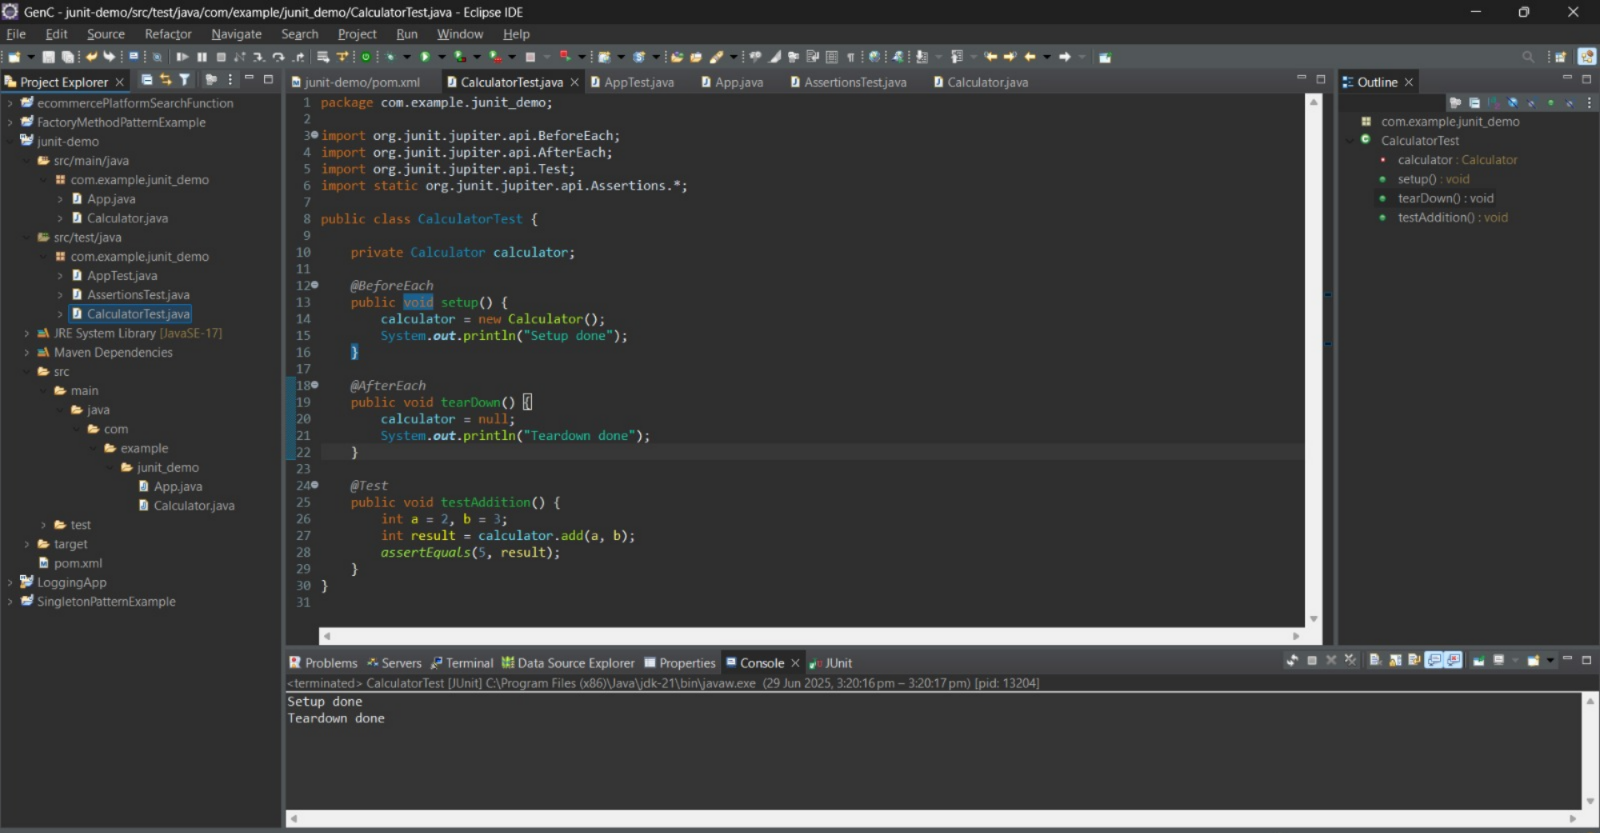 GenC - junit-demo/src/test/java/com/example/junit_demo/CalculatorTest.java - Eclipse IDE
File Edit Source Refactor Navigate Search Project Run Window Help
Project Explorer
ecommercePlatformSearchFunction
FactoryMethodPatternExample
junit-demo
src/main/java
com.example.junit_demo
App.java
Calculator.java
src/test/java
com.example.junit_demo
AppTest.java
AssertionsTest.java
CalculatorTest.java
JRE System Library [JavaSE-17]
Maven Dependencies
src
main
java
com
example
junit_demo
App.java
Calculator.java
test
target
pom.xml
LoggingApp
SingletonPatternExample
junit-demo/pom.xml CalculatorTest.java AppTest.java App.java AssertionsTest.java Calculator.java
1 package com.example.junit_demo;
2
3 import org.junit.jupiter.api.BeforeEach;
4 import org.junit.jupiter.api.AfterEach;
5 import org.junit.jupiter.api.Test;
6 import static org.junit.jupiter.api.Assertions.*;
7
8 public class CalculatorTest {
9
10 private Calculator calculator;
11
12 @BeforeEach
13 public void setup() {
14 calculator = new Calculator();
15 System.out.println("Setup done");
16 }
17
18 @AfterEach
19 public void tearDown() {
20 calculator = null;
21 System.out.println("Teardown done");
22 }
23
24 @Test
25 public void testAddition() {
26 int a = 2, b = 3;
27 int result = calculator.add(a, b);
28 assertEquals(5, result);
29 }
30 }
31
Outline
com.example.junit_demo
CalculatorTest
calculator : Calculator
setup() : void
tearDown() : void
testAddition() : void
Problems Servers Terminal Data Source Explorer Properties Console JUnit
<terminated> CalculatorTest [JUnit] C:\Program Files (x86)\Java\jdk-21\bin\javaw.exe (29 Jun 2025, 3:20:16 pm – 3:20:17 pm) [pid: 13204]
Setup done
Teardown done